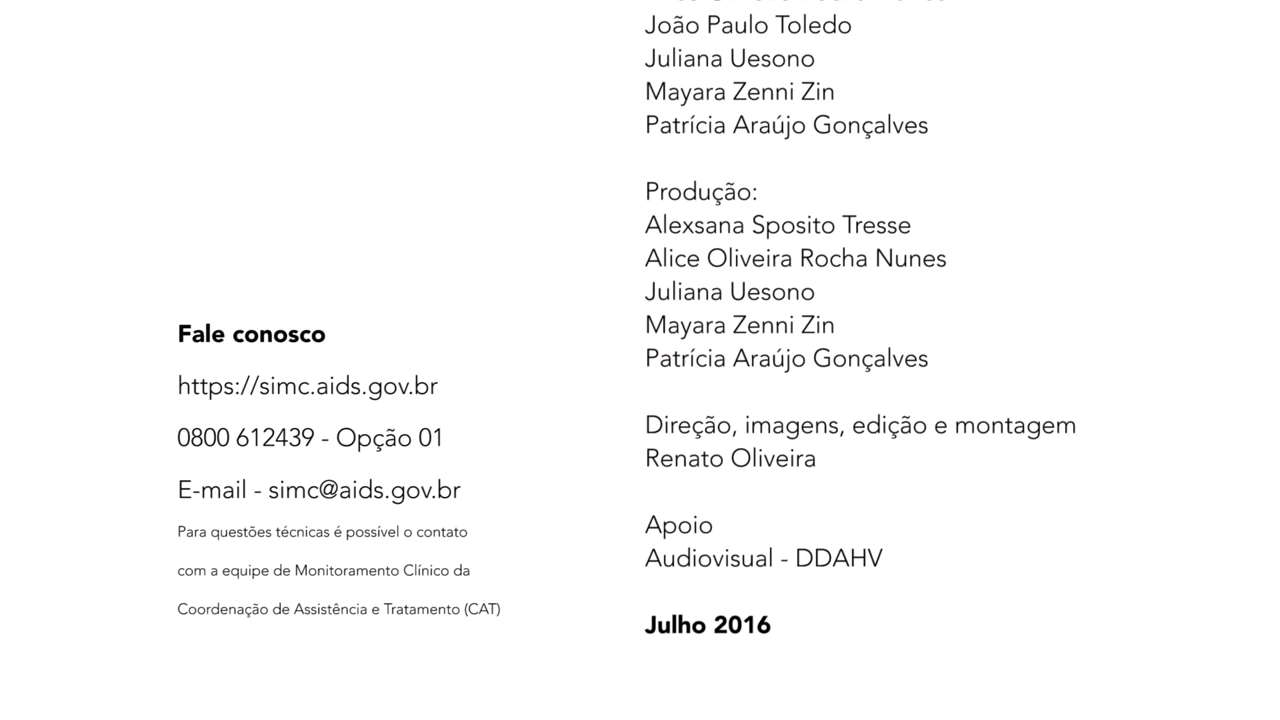 João Paulo Toledo
Juliana Uesono
Mayara Zenni Zin
Patrícia Araújo Gonçalves
Produção:
Alexsana Sposito Tresse
Alice Oliveira Rocha Nunes
Juliana Uesono
Mayara Zenni Zin
Patrícia Araújo Gonçalves
Direção, imagens, edição e montagem
Renato Oliveira
Apoio
Audiovisual - DDAHV
Julho 2016
Fale conosco
https://simc.aids.gov.br
0800 612439 - Opção 01
E-mail - simc@aids.gov.br
Para questões técnicas é possível o contato
com a equipe de Monitoramento Clínico da
Coordenação de Assistência e Tratamento (CAT)